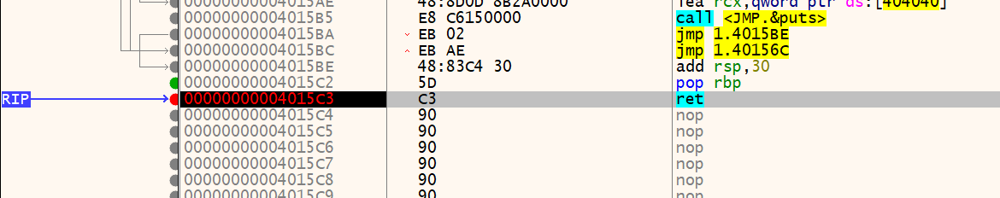 00000000004015AE 48:8D0D 8B2A0000 lea rcx,qword ptr ds:[404040]
00000000004015B5 E8 C6150000 call <JMP.&puts>
00000000004015BA EB 02 jmp 1.4015BE
00000000004015BC EB AE jmp 1.40156C
00000000004015BE 48:83C4 30 add rsp,30
00000000004015C2 5D pop rbp
RIP 00000000004015C3 C3 ret
00000000004015C4 90 nop
00000000004015C5 90 nop
00000000004015C6 90 nop
00000000004015C7 90 nop
00000000004015C8 90 nop
00000000004015C9 90 nop